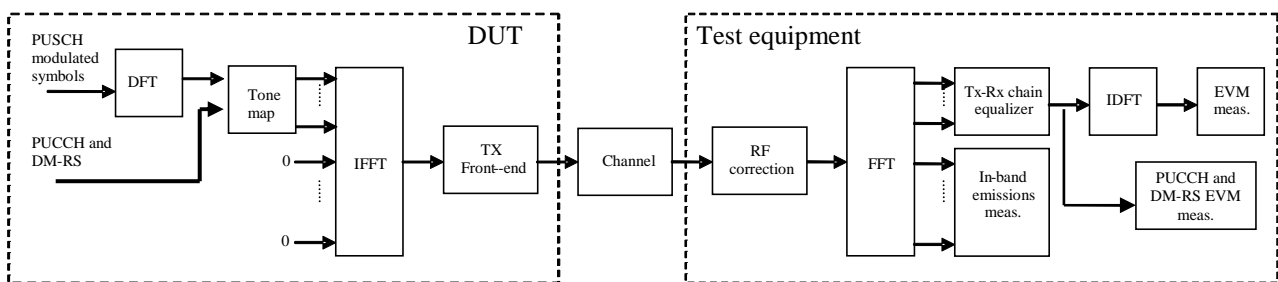 DUT
Test equipment
PUSCH
modulated
symbols
DFT
PUCCH and
DM-RS
Tone
map
0
0
IFFT
TX
Front--end
Channel
RF
correction
FFT
Tx-Rx chain
equalizer
In-band
emissions
meas.
IDFT
EVM
meas.
PUCCH and
DM-RS EVM
meas.